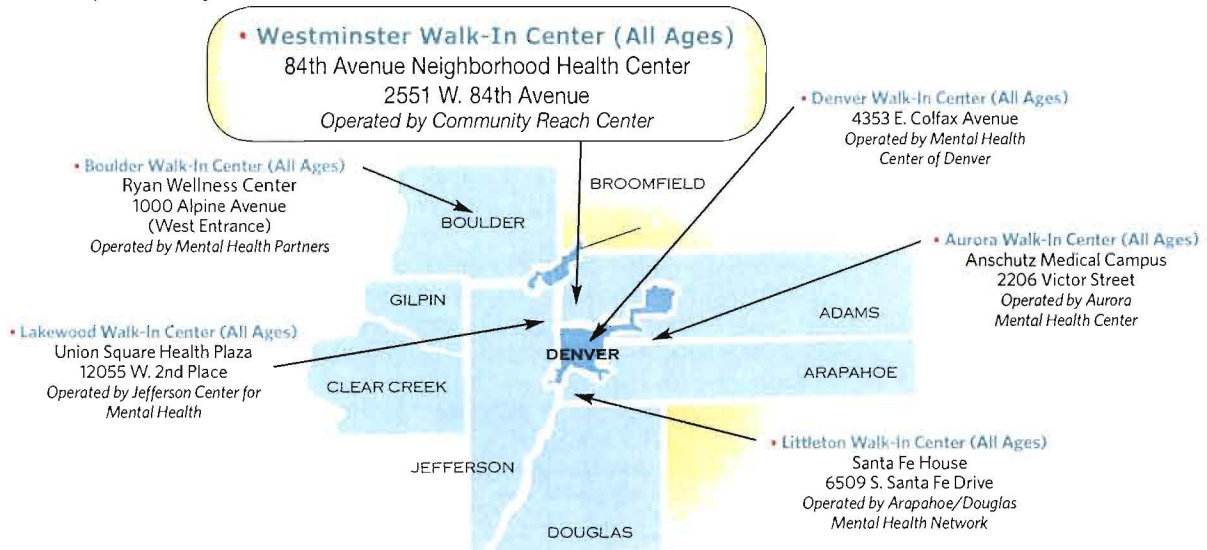 • Westminster Walk-In Center (All Ages)
84th Avenue Neighborhood Health Center
2551 W. 84th Avenue
Operated by Community Reach Center
• Denver Walk-In Center (All Ages)
4353 E. Colfax Avenue
Operated by Mental Health
Center of Denver
• Boulder Walk-In Center (All Ages)
Ryan Wellness Center
1000 Alpine Avenue
(West Entrance)
Operated by Mental Health Partners
BROOMFIELD
BOULDER
• Aurora Walk-In Center (All Ages)
Anschutz Medical Campus
2206 Victor Street
Operated by Aurora
Mental Health Center
GILPIN
ADAMS
• Lakewood Walk-In Center (All Ages)
Union Square Health Plaza
12055 W. 2nd Place
Operated by Jefferson Center for
Mental Health
DENVER
CLEAR CREEK
ARAPAHOE
• Littleton Walk-In Center (All Ages)
Santa Fe House
6509 S. Santa Fe Drive
Operated by Arapahoe/Douglas
Mental Health Network
JEFFERSON
DOUGLAS